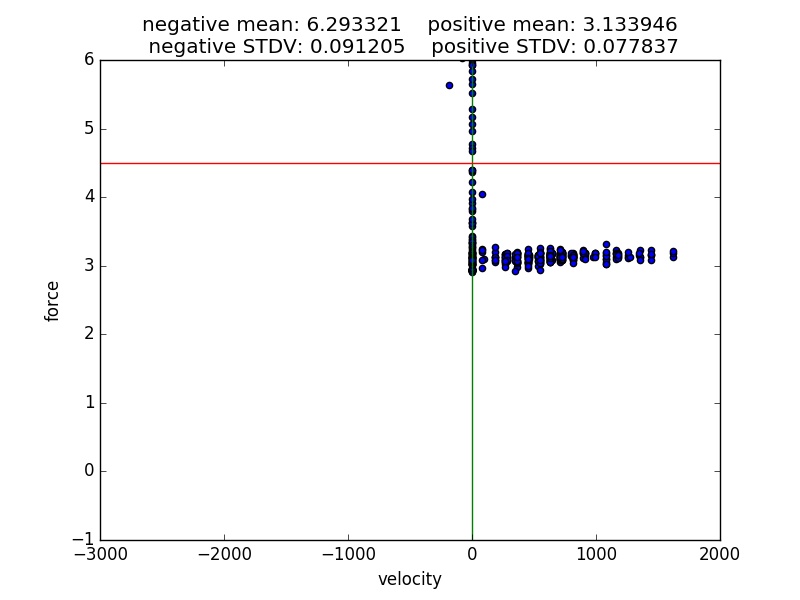 negative mean: 6.293321 positive mean: 3.133946
negative STDV: 0.091205 positive STDV: 0.077837
6
5
4
3
2
1
0
−1
force
−3000 −2000 −1000 0 1000 2000
velocity